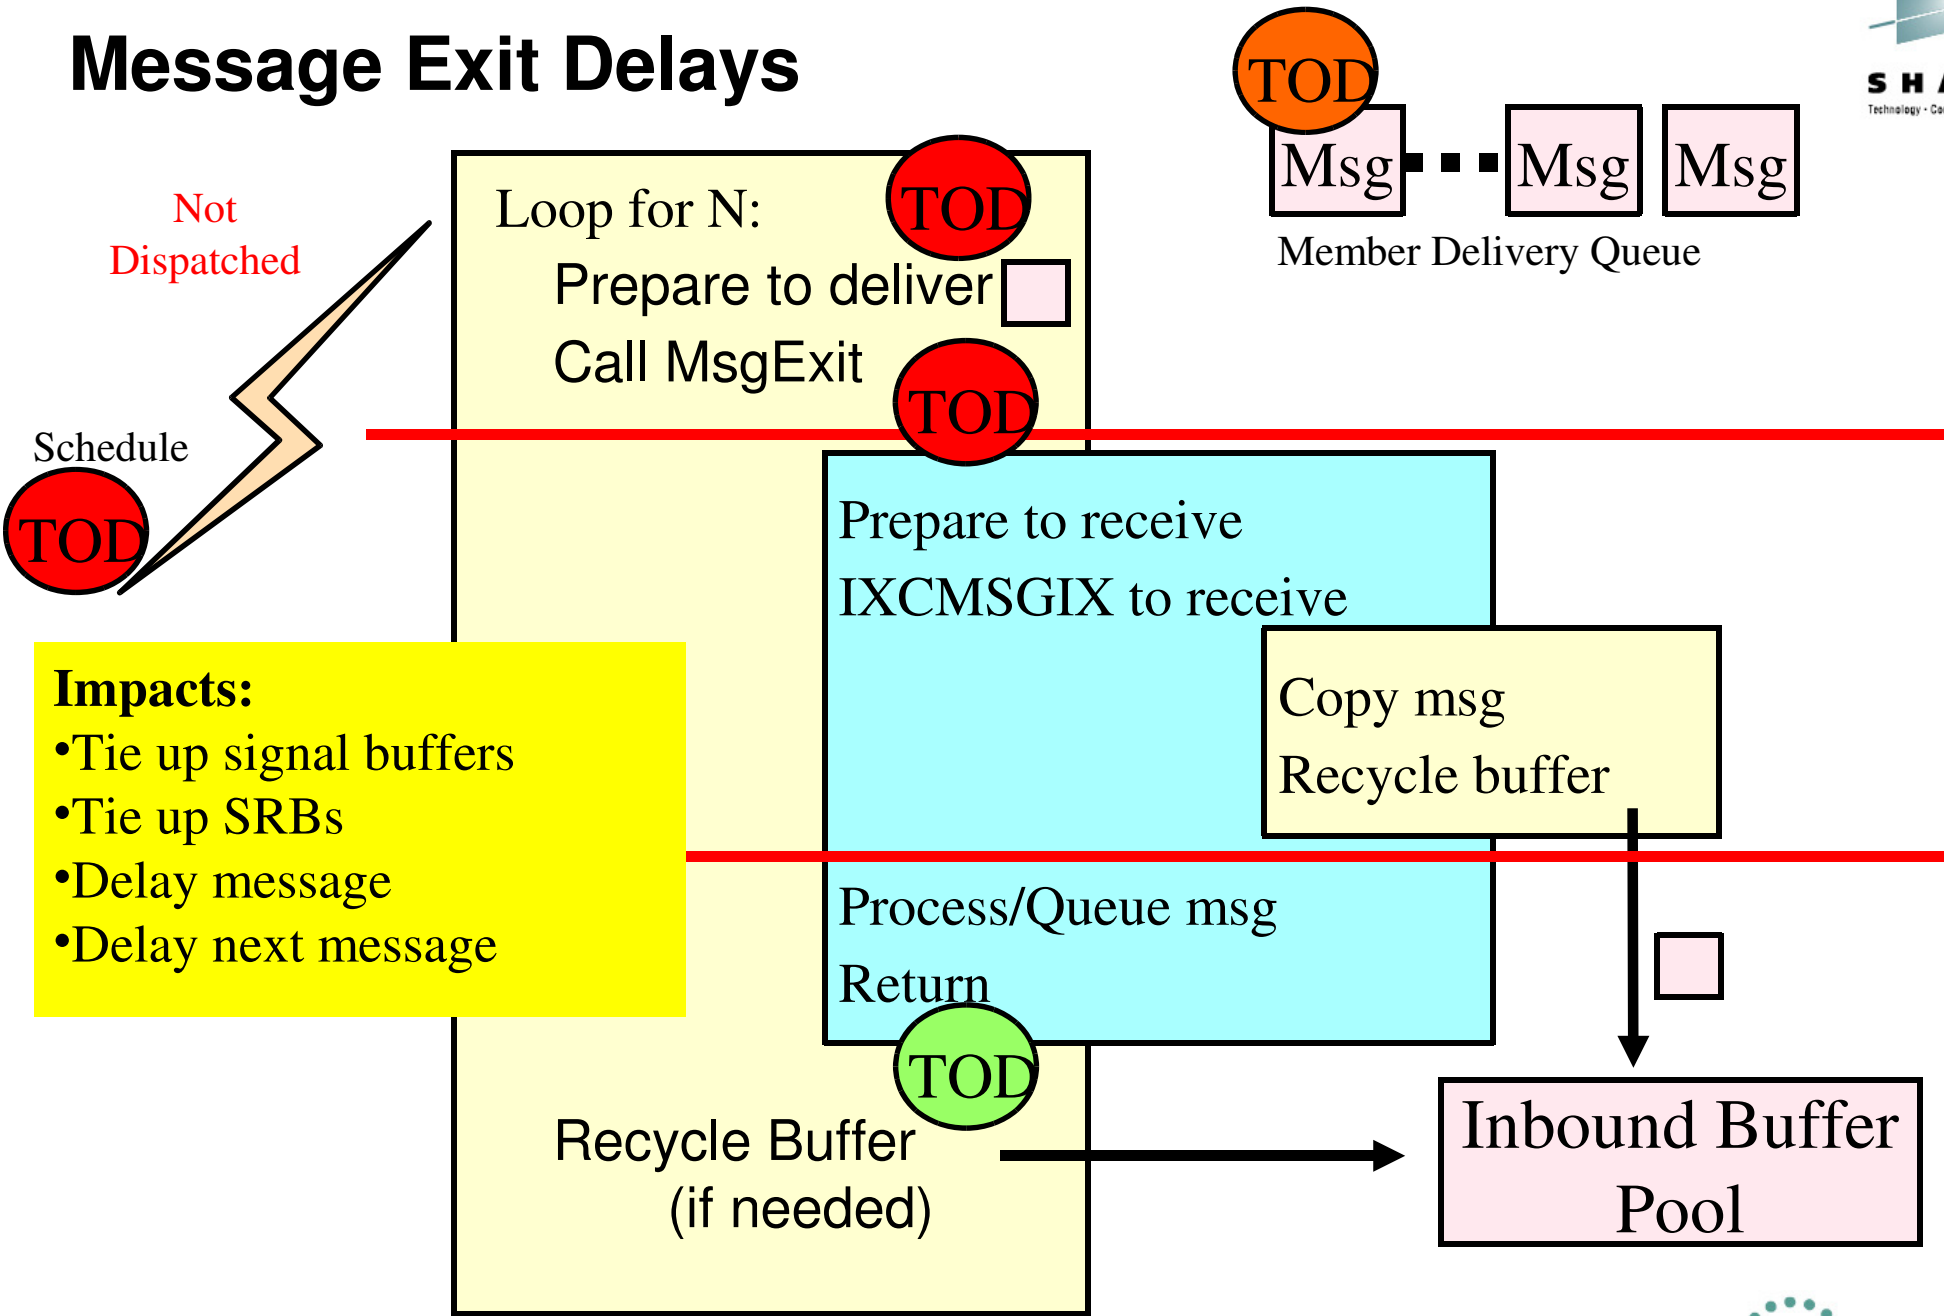 Message Exit Delays
TOD
Msg
Msg
Msg
Member Delivery Queue
Not
Dispatched
Schedule
TOD
Loop for N:
TOD
Prepare to deliver
Call MsgExit
TOD
Prepare to receive
IXCMSGIX to receive
Copy msg
Recycle buffer
Impacts:
•Tie up signal buffers
•Tie up SRBs
•Delay message
•Delay next message
Process/Queue msg
Return
TOD
Recycle Buffer
(if needed)
Inbound Buffer
Pool